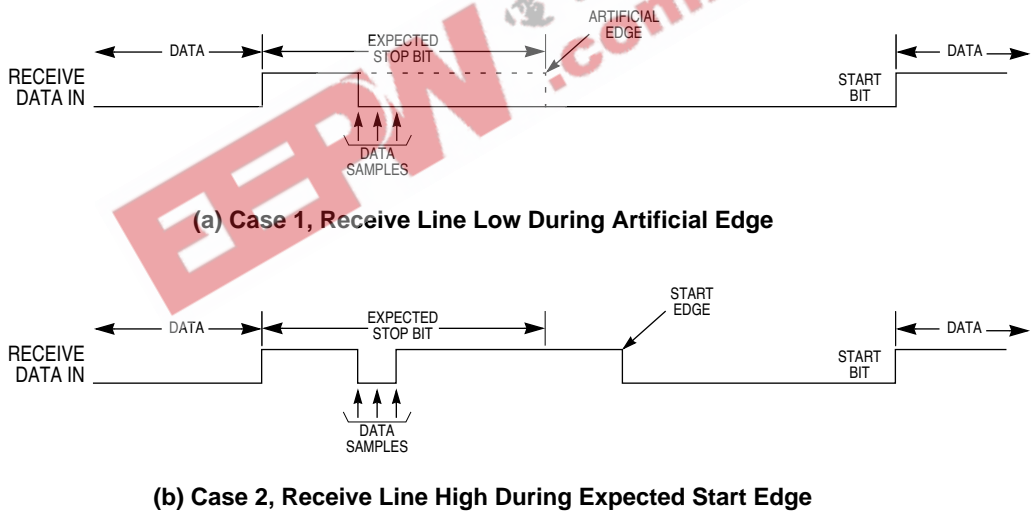 ARTIFICIAL
EDGE
DATA
EXPECTED
STOP BIT
DATA
RECEIVE
DATA IN
START
BIT
DATA
SAMPLES
(a) Case 1, Receive Line Low During Artificial Edge
START
EDGE
DATA
EXPECTED
STOP BIT
DATA
RECEIVE
DATA IN
START
BIT
DATA
SAMPLES
(b) Case 2, Receive Line High During Expected Start Edge
EEPW